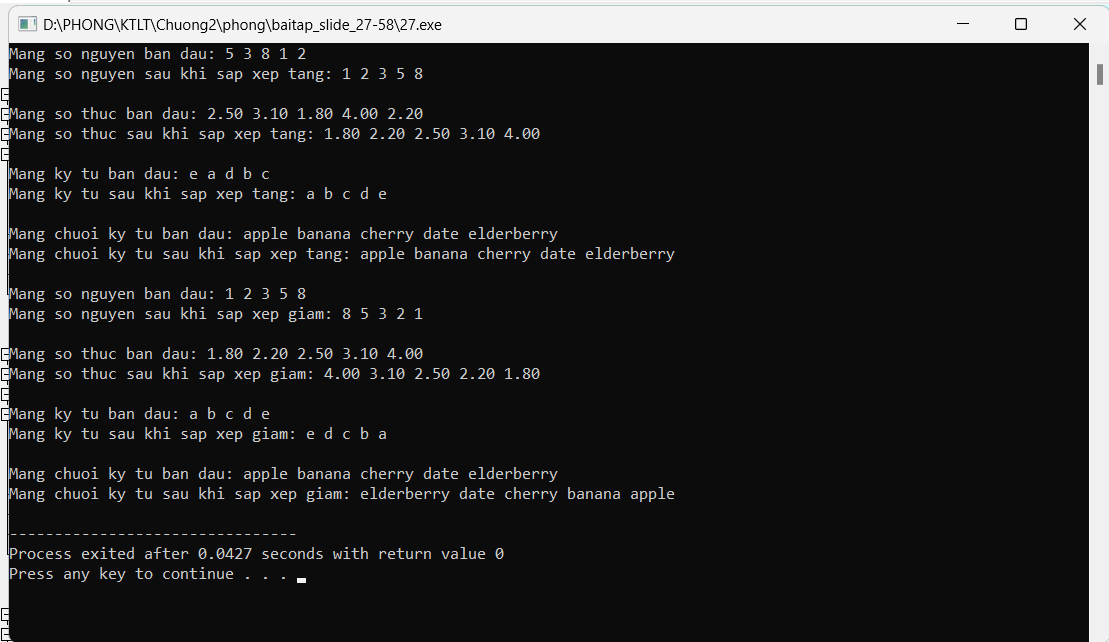 D:\PHONG\KTLT\Chuong2\phong\baitap_slide_27-58\27.exe
Mang so nguyen ban dau: 5 3 8 1 2
Mang so nguyen sau khi sap xep tang: 1 2 3 5 8
Mang so thuc ban dau: 2.50 3.10 1.80 4.00 2.20
Mang so thuc sau khi sap xep tang: 1.80 2.20 2.50 3.10 4.00
Mang ky tu ban dau: e a d b c
Mang ky tu sau khi sap xep tang: a b c d e
Mang chuoi ky tu ban dau: apple banana cherry date elderberry
Mang chuoi ky tu sau khi sap xep tang: apple banana cherry date elderberry
Mang so nguyen ban dau: 1 2 3 5 8
Mang so nguyen sau khi sap xep giam: 8 5 3 2 1
Mang so thuc ban dau: 1.80 2.20 2.50 3.10 4.00
Mang so thuc sau khi sap xep giam: 4.00 3.10 2.50 2.20 1.80
Mang ky tu ban dau: a b c d e
Mang ky tu sau khi sap xep giam: e d c b a
Mang chuoi ky tu ban dau: apple banana cherry date elderberry
Mang chuoi ky tu sau khi sap xep giam: elderberry date cherry banana apple
--------------------------------
Process exited after 0.0427 seconds with return value 0
Press any key to continue . . .